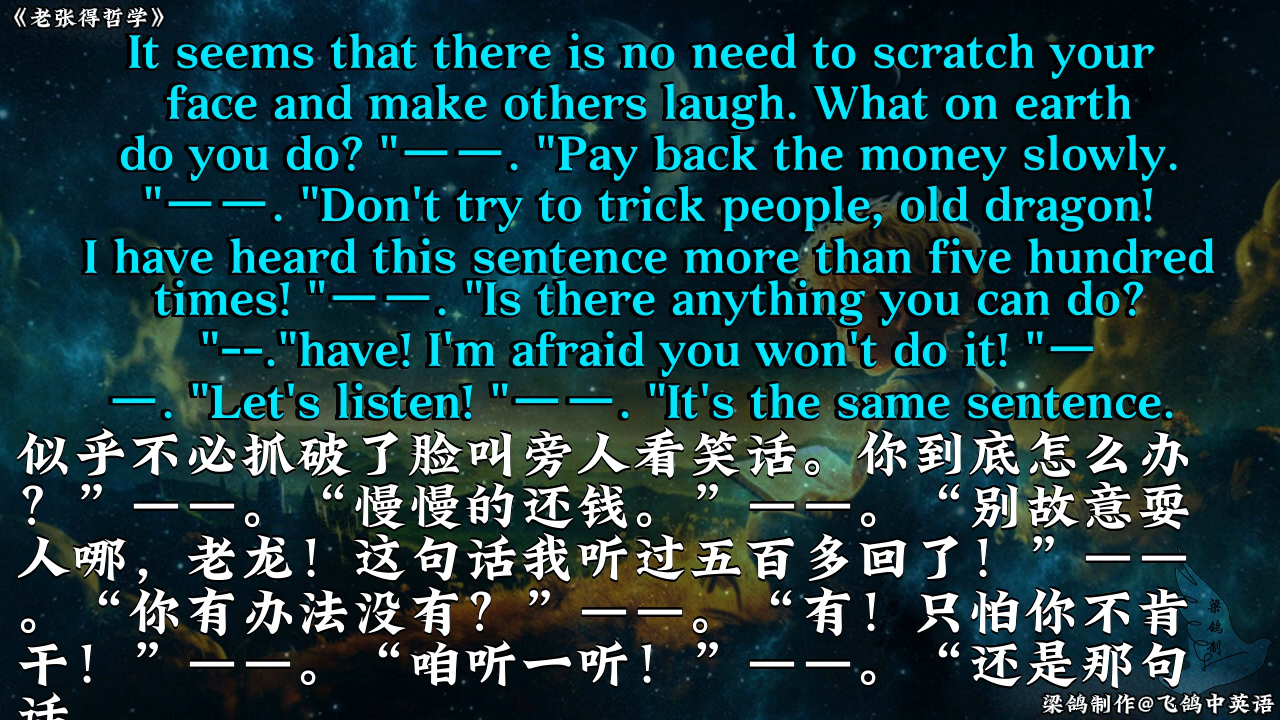 《老张得哲学》
It seems that there is no need to scratch your
face and make others laugh. What on earth
do you do? "——. "Pay back the money slowly.
"——. "Don't try to trick people, old dragon!
I have heard this sentence more than five hundred
times! "——. "Is there anything you can do?
"--."have! I'm afraid you won't do it! "—
—. "Let's listen! "——. "It's the same sentence.
似乎不必抓破了脸叫旁人看笑话。你到底怎么办
？”——。“慢慢的还钱。”——。“别故意耍
人哪，老龙！这句话我听过五百多回了！”——
。“你有办法没有？”——。“有！只怕你不肯
干！”——。“咱听一听！”——。“还是那句
话
梁鸽制
梁鸽制作@飞鸽中英语